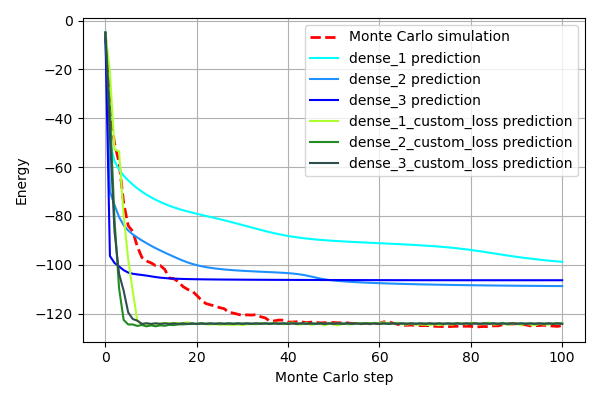 0
−20
−40
−60
−80
−100
−120
Energy
Monte Carlo simulation
dense_1 prediction
dense_2 prediction
dense_3 prediction
dense_1_custom_loss prediction
dense_2_custom_loss prediction
dense_3_custom_loss prediction
0 20 40 60 80 100
Monte Carlo step